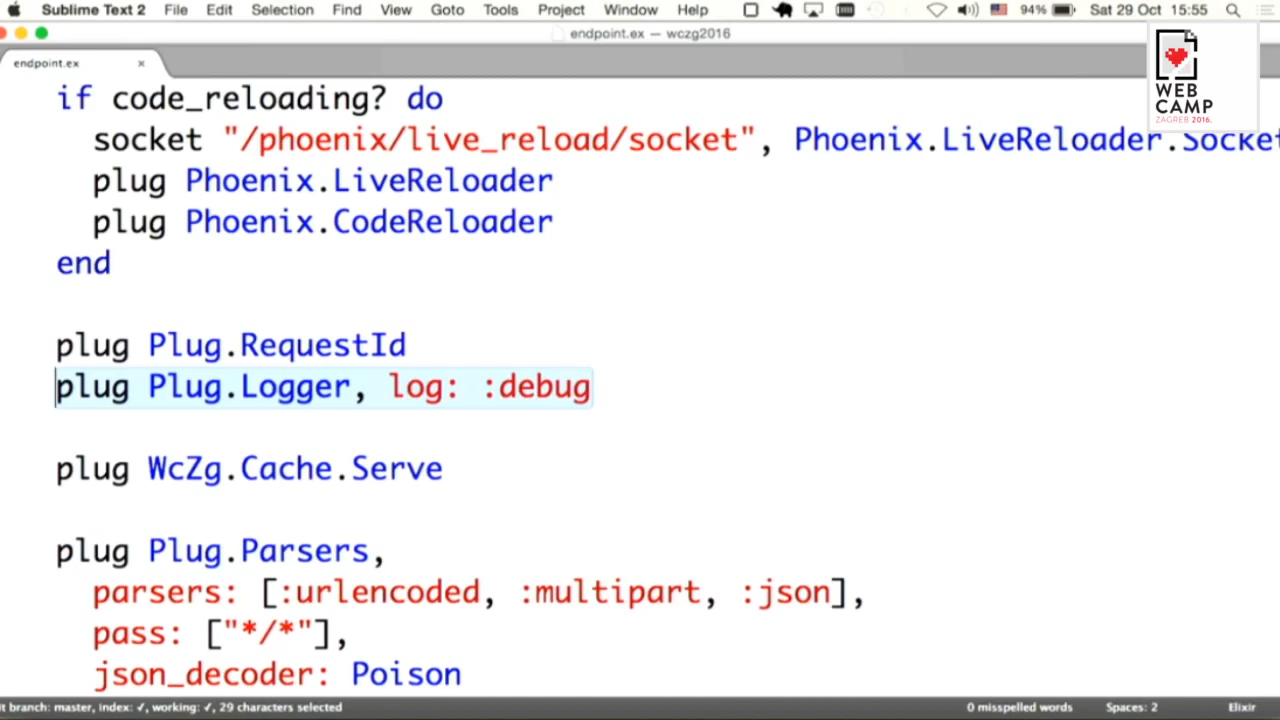 Sublime Text 2 File Edit Selection Find View Goto Tools Project Window Help 94% Sat 29 Oct 15:55
endpoint.ex — wczg2016
endpoint.ex ×
WEB
CAMP
ZAGREB 2016.
if code_reloading? do
socket "/phoenix/live_reload/socket", Phoenix.LiveReloader.Socket
plug Phoenix.LiveReloader
plug Phoenix.CodeReloader
end
plug Plug.RequestId
plug Plug.Logger, log: :debug
plug WcZg.Cache.Serve
plug Plug.Parsers,
parsers: [:urlencoded, :multipart, :json],
pass: ["*/*"],
json_decoder: Poison
t branch: master, index: ✓, working: ✓, 29 characters selected 0 misspelled words Spaces: 2 Elixir